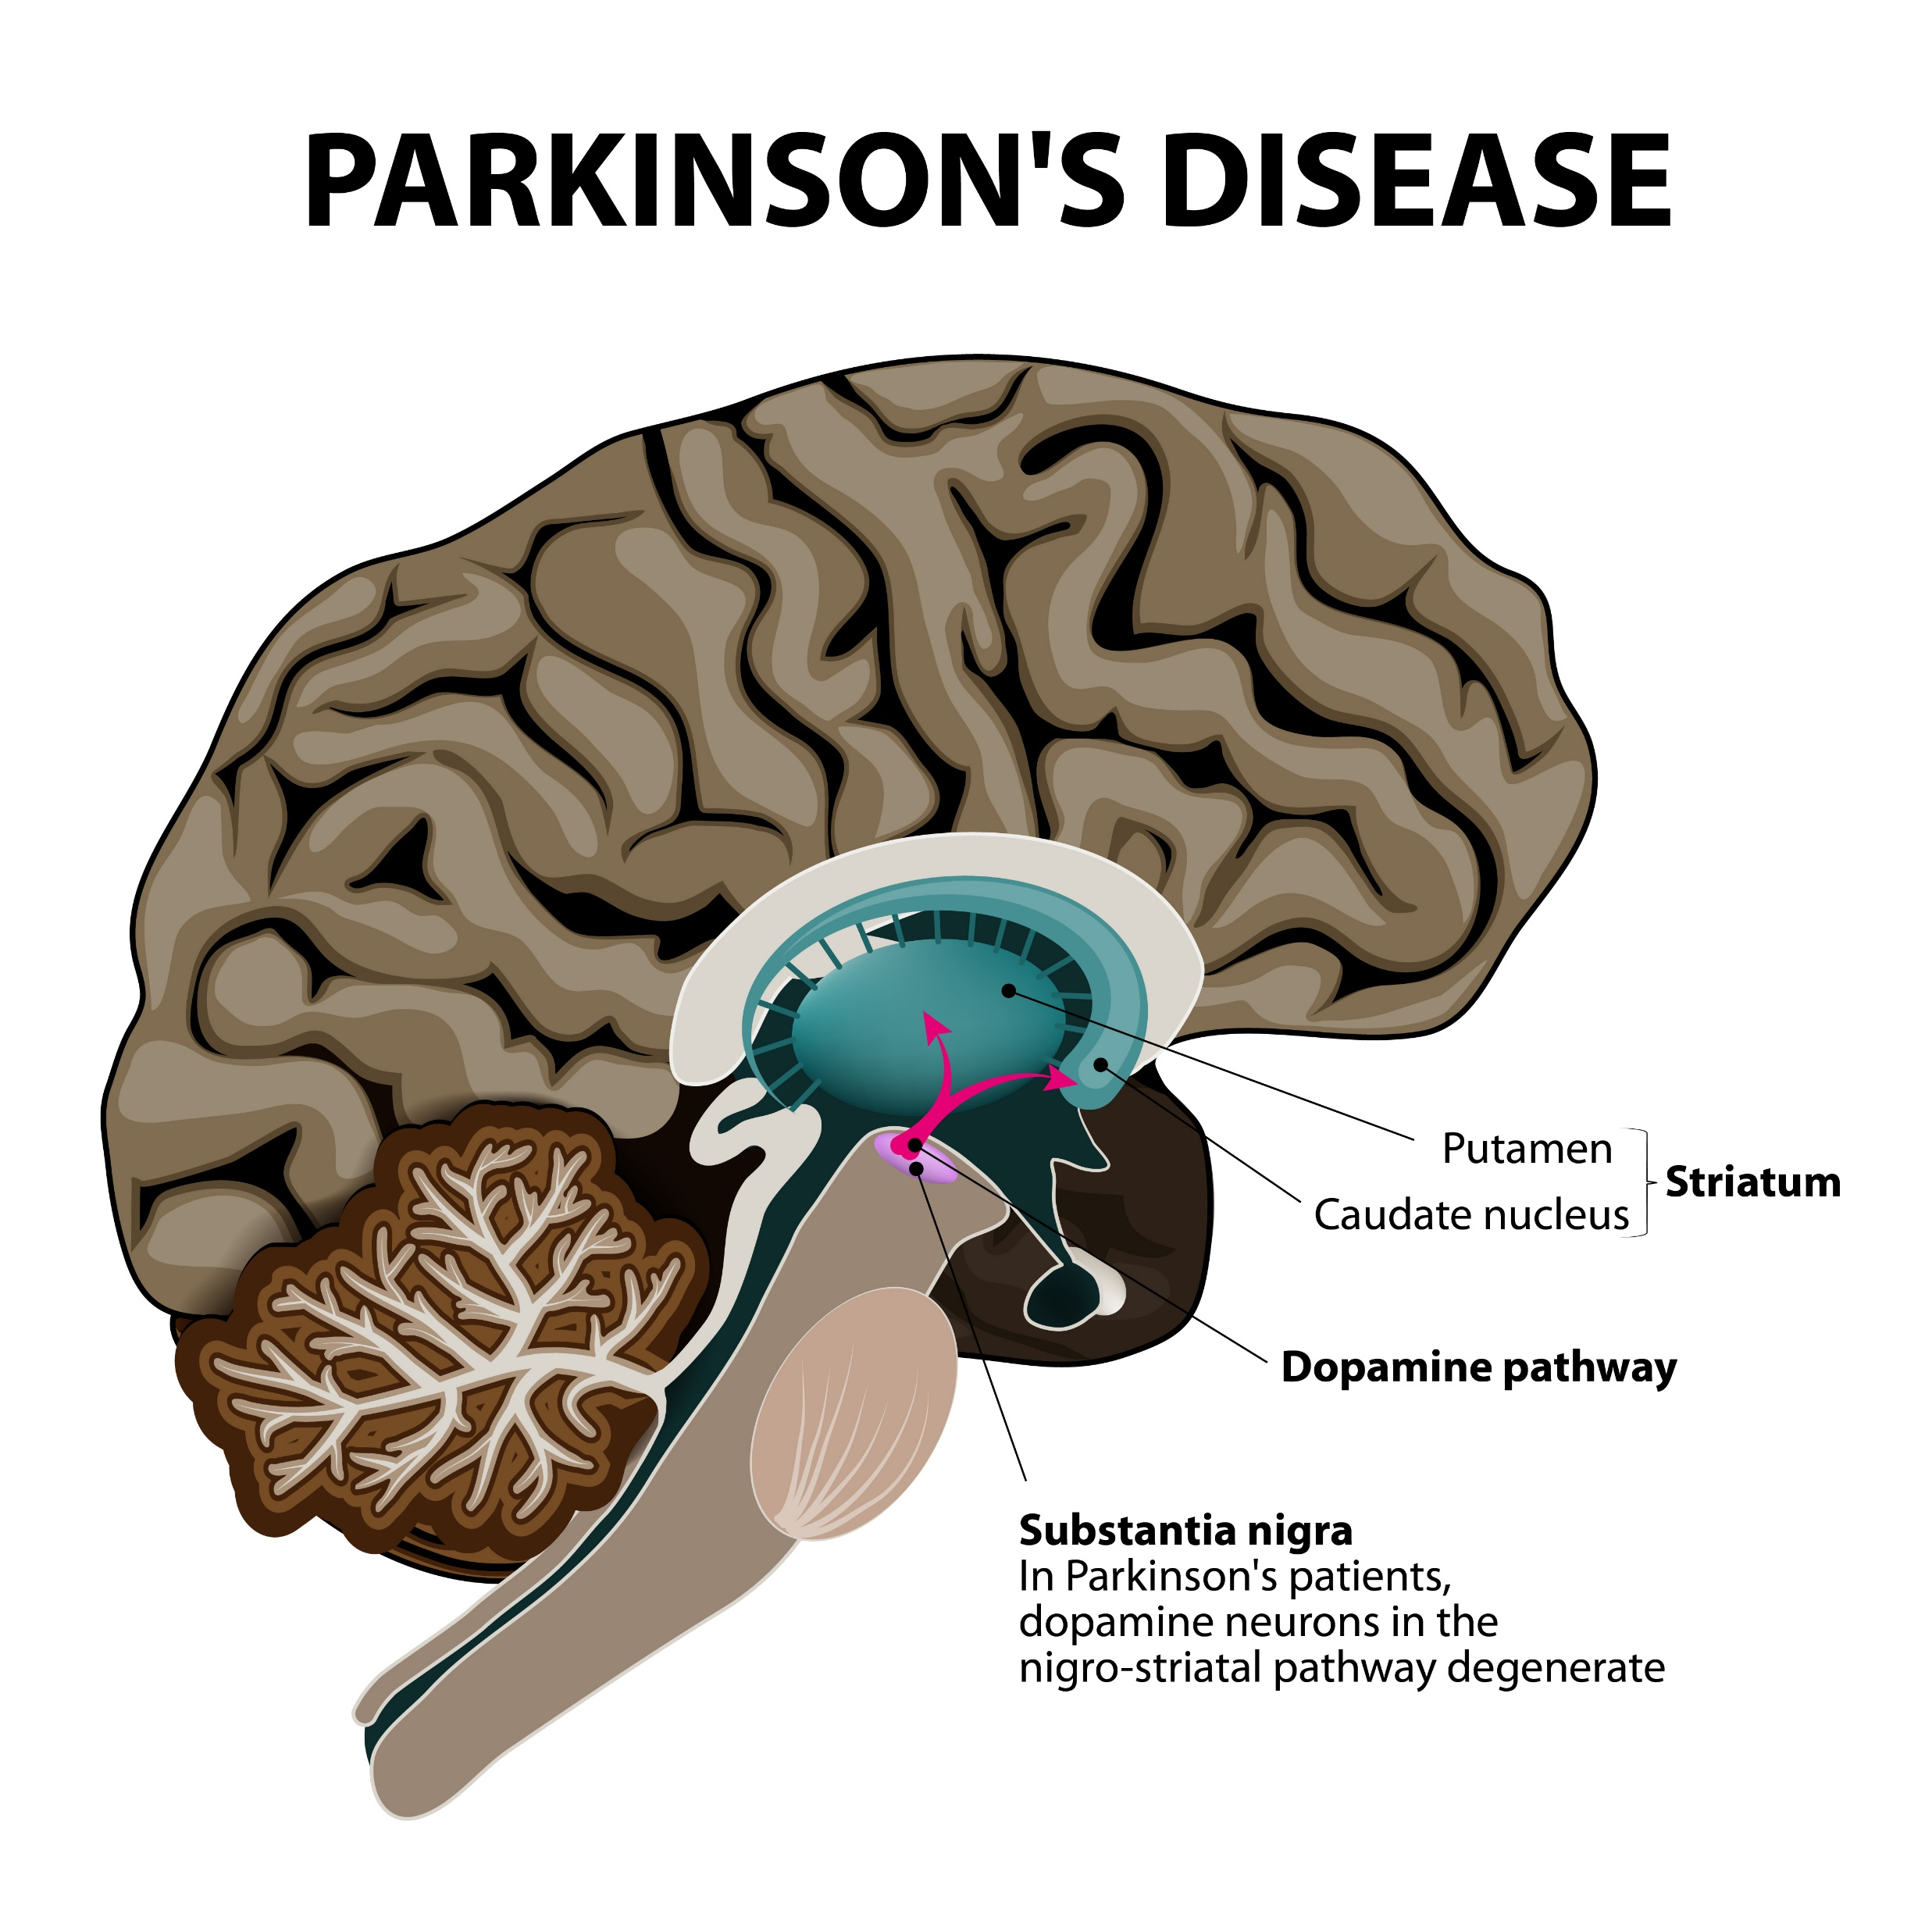 PARKINSON'S DISEASE
Putamen
Striatum
Caudate nucleus
Dopamine pathway
Substantia nigra
In Parkinson's patients,
dopamine neurons in the
nigro-striatal pathway degenerate